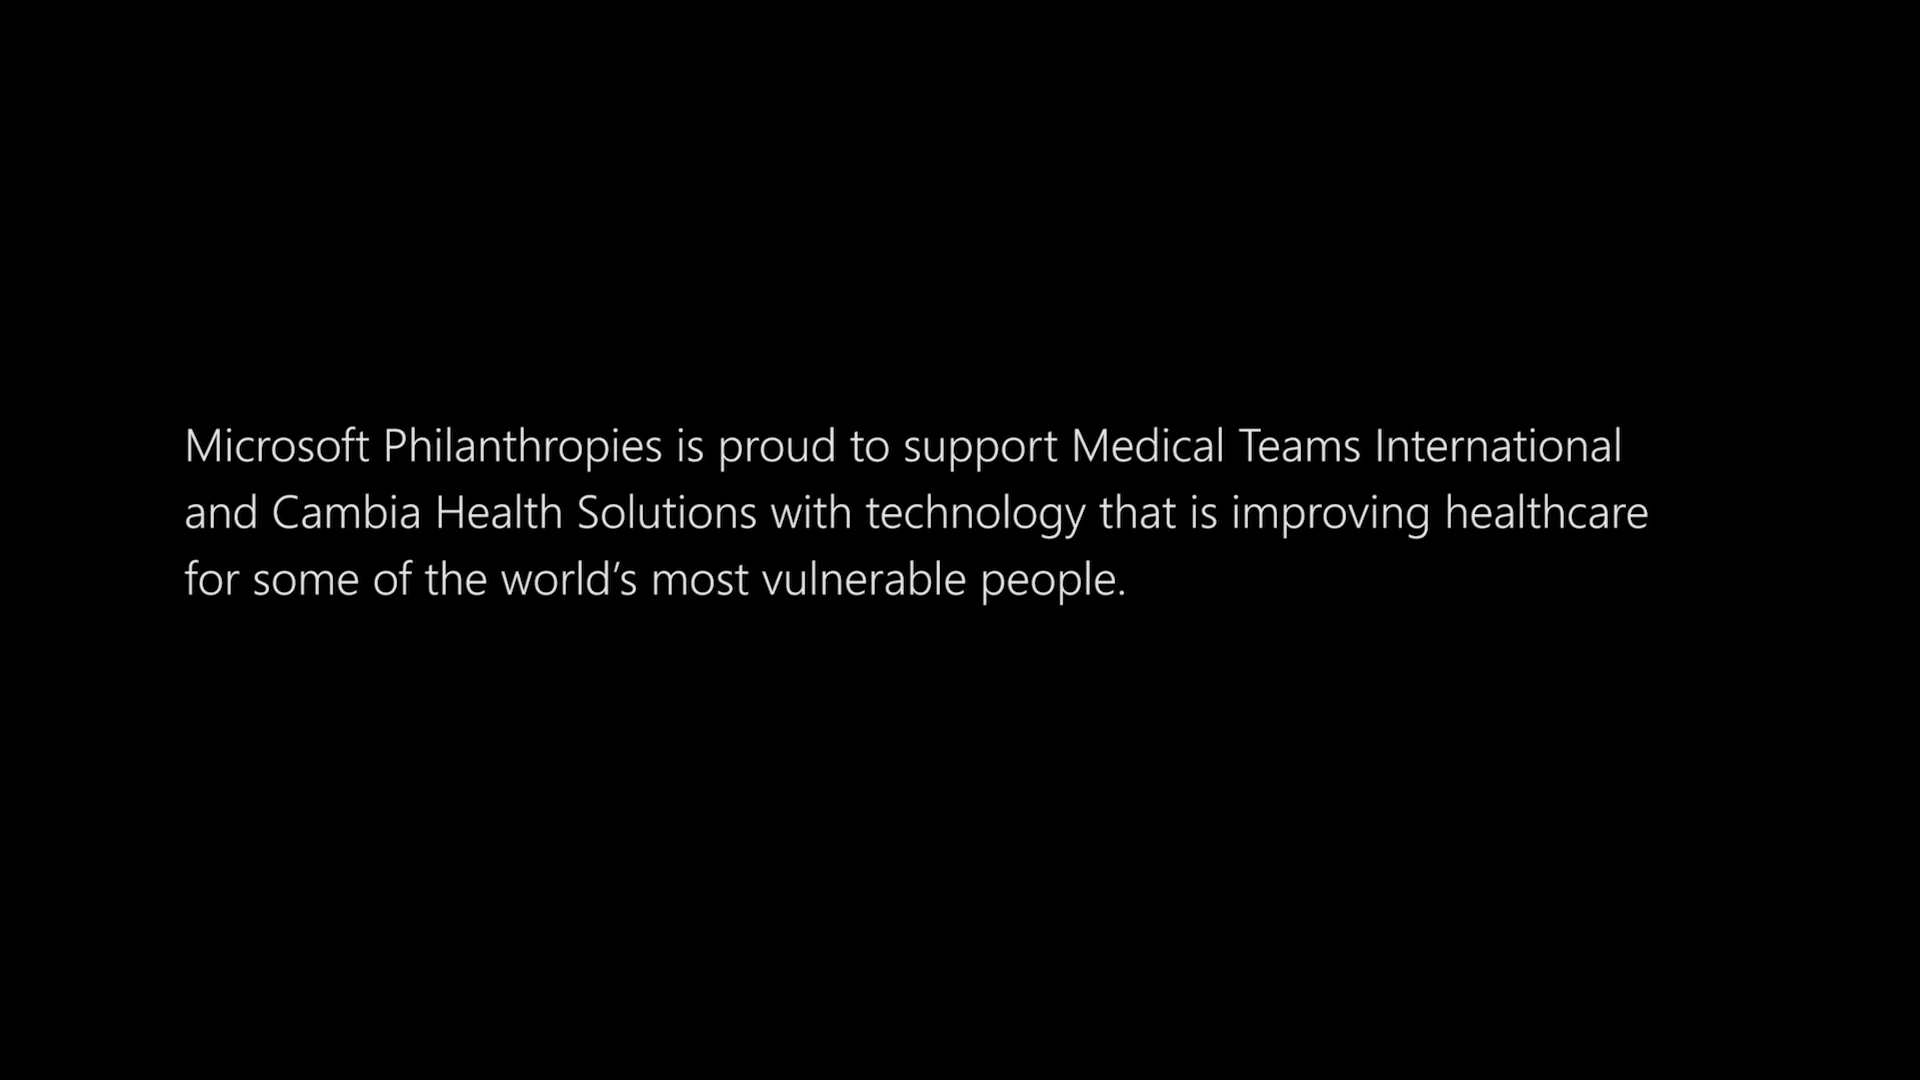 Microsoft Philanthropies is proud to support Medical Teams International
and Cambia Health Solutions with technology that is improving healthcare
for some of the world’s most vulnerable people.